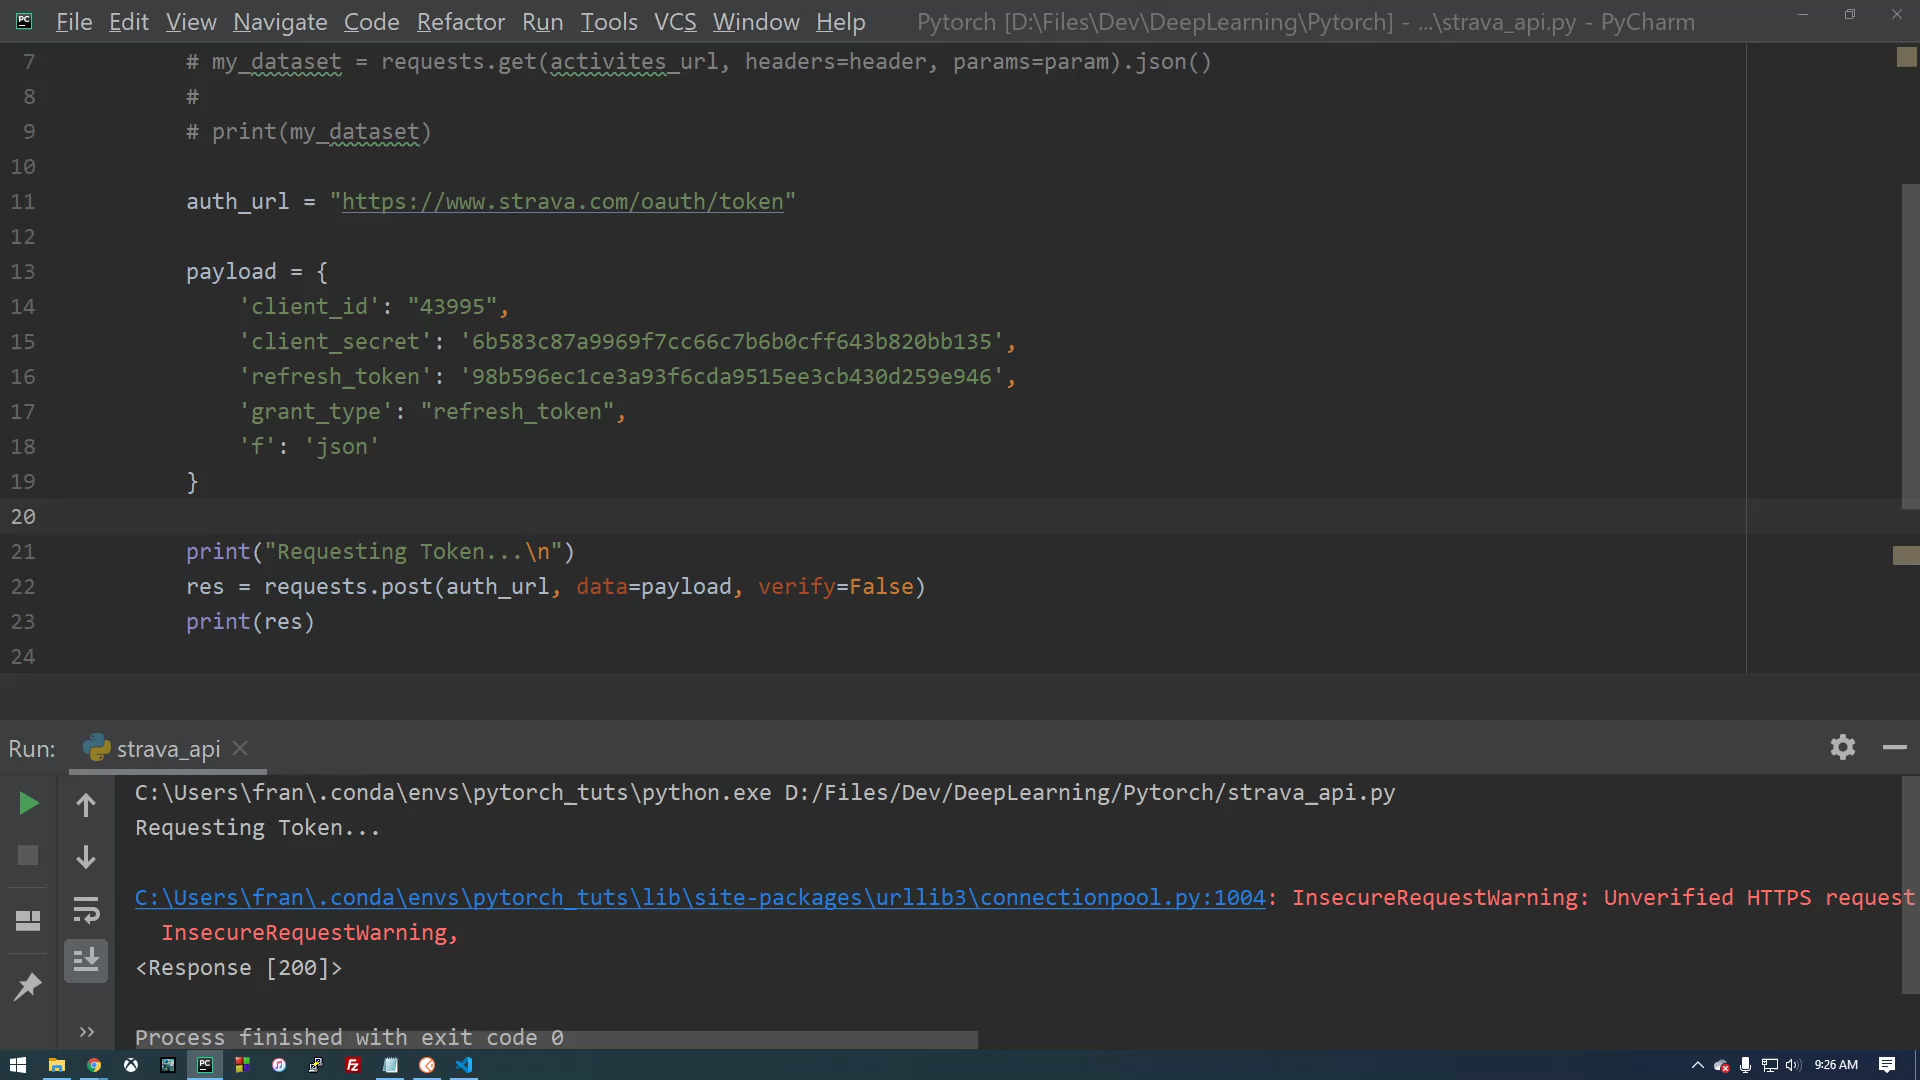 File Edit View Navigate Code Refactor Run Tools VCS Window Help Pytorch [D:\Files\Dev\DeepLearning\Pytorch] - ...\strava_api.py - PyCharm
7 # my_dataset = requests.get(activites_url, headers=header, params=param).json()
8 #
9 # print(my_dataset)
10
11 auth_url = "https://www.strava.com/oauth/token"
12
13 payload = {
14 'client_id': "43995",
15 'client_secret': '6b583c87a9969f7cc66c7b6b0cff643b820bb135',
16 'refresh_token': '98b596ec1ce3a93f6cda9515ee3cb430d259e946',
17 'grant_type': "refresh_token",
18 'f': 'json'
19 }
20
21 print("Requesting Token...\n")
22 res = requests.post(auth_url, data=payload, verify=False)
23 print(res)
24
Run: strava_api
C:\Users\fran\.conda\envs\pytorch_tuts\python.exe D:/Files/Dev/DeepLearning/Pytorch/strava_api.py
Requesting Token...
C:\Users\fran\.conda\envs\pytorch_tuts\lib\site-packages\urllib3\connectionpool.py:1004: InsecureRequestWarning: Unverified HTTPS request
InsecureRequestWarning,
<Response [200]>
Process finished with exit code 0
9:26 AM